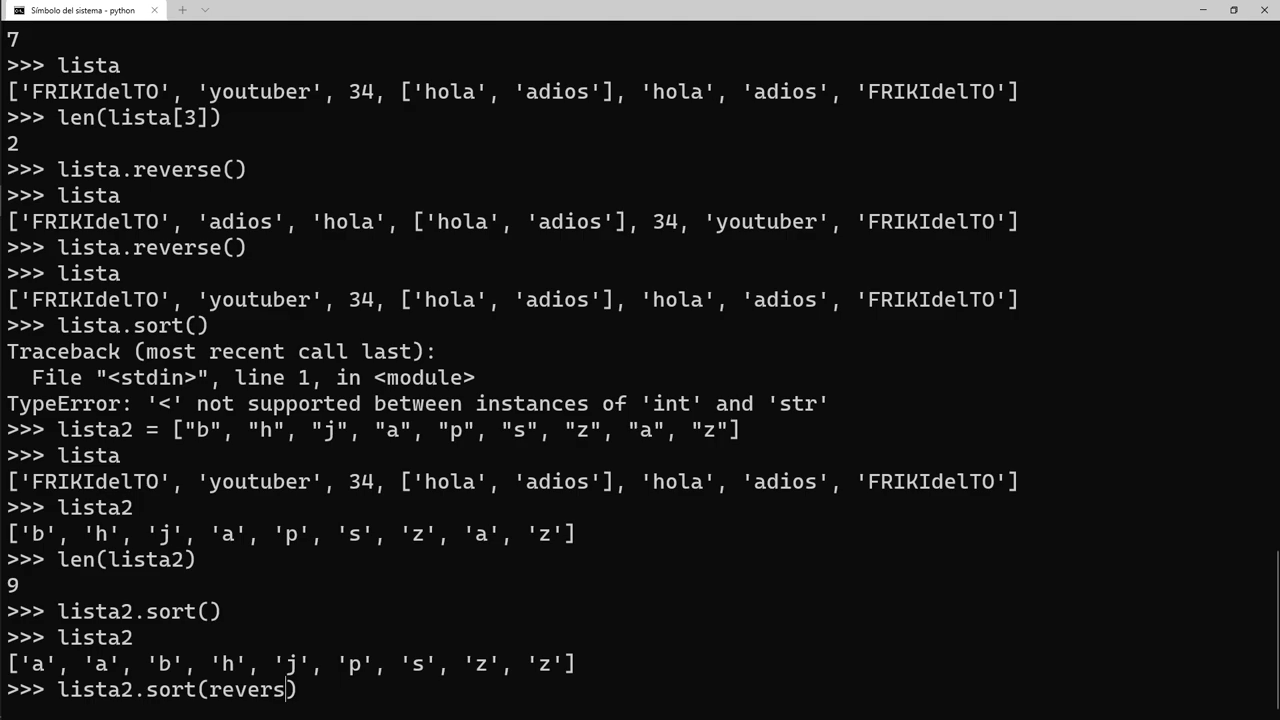 Símbolo del sistema - python
7
>>> lista
['FRIKIdelTO', 'youtuber', 34, ['hola', 'adios'], 'hola', 'adios', 'FRIKIdelTO']
>>> len(lista[3])
2
>>> lista.reverse()
>>> lista
['FRIKIdelTO', 'adios', 'hola', ['hola', 'adios'], 34, 'youtuber', 'FRIKIdelTO']
>>> lista.reverse()
>>> lista
['FRIKIdelTO', 'youtuber', 34, ['hola', 'adios'], 'hola', 'adios', 'FRIKIdelTO']
>>> lista.sort()
Traceback (most recent call last):
  File "<stdin>", line 1, in <module>
TypeError: '<' not supported between instances of 'int' and 'str'
>>> lista2 = ["b", "h", "j", "a", "p", "s", "z", "a", "z"]
>>> lista
['FRIKIdelTO', 'youtuber', 34, ['hola', 'adios'], 'hola', 'adios', 'FRIKIdelTO']
>>> lista2
['b', 'h', 'j', 'a', 'p', 's', 'z', 'a', 'z']
>>> len(lista2)
9
>>> lista2.sort()
>>> lista2
['a', 'a', 'b', 'h', 'j', 'p', 's', 'z', 'z']
>>> lista2.sort(revers)